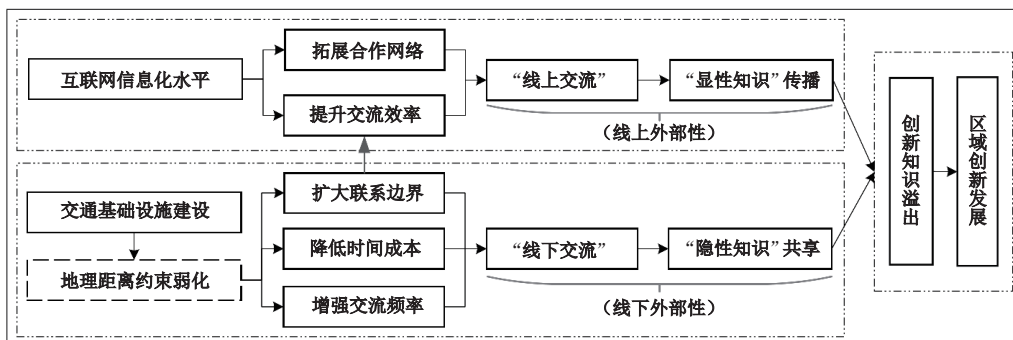 互联网信息化水平
拓展合作网络
提升交流效率
“线上交流”
“显性知识”传播
（线上外部性）
交通基础设施建设
地理距离约束弱化
扩大联系边界
降低时间成本
增强交流频率
“线下交流”
“隐性知识”共享
（线下外部性）
创新知识溢出
区域创新发展